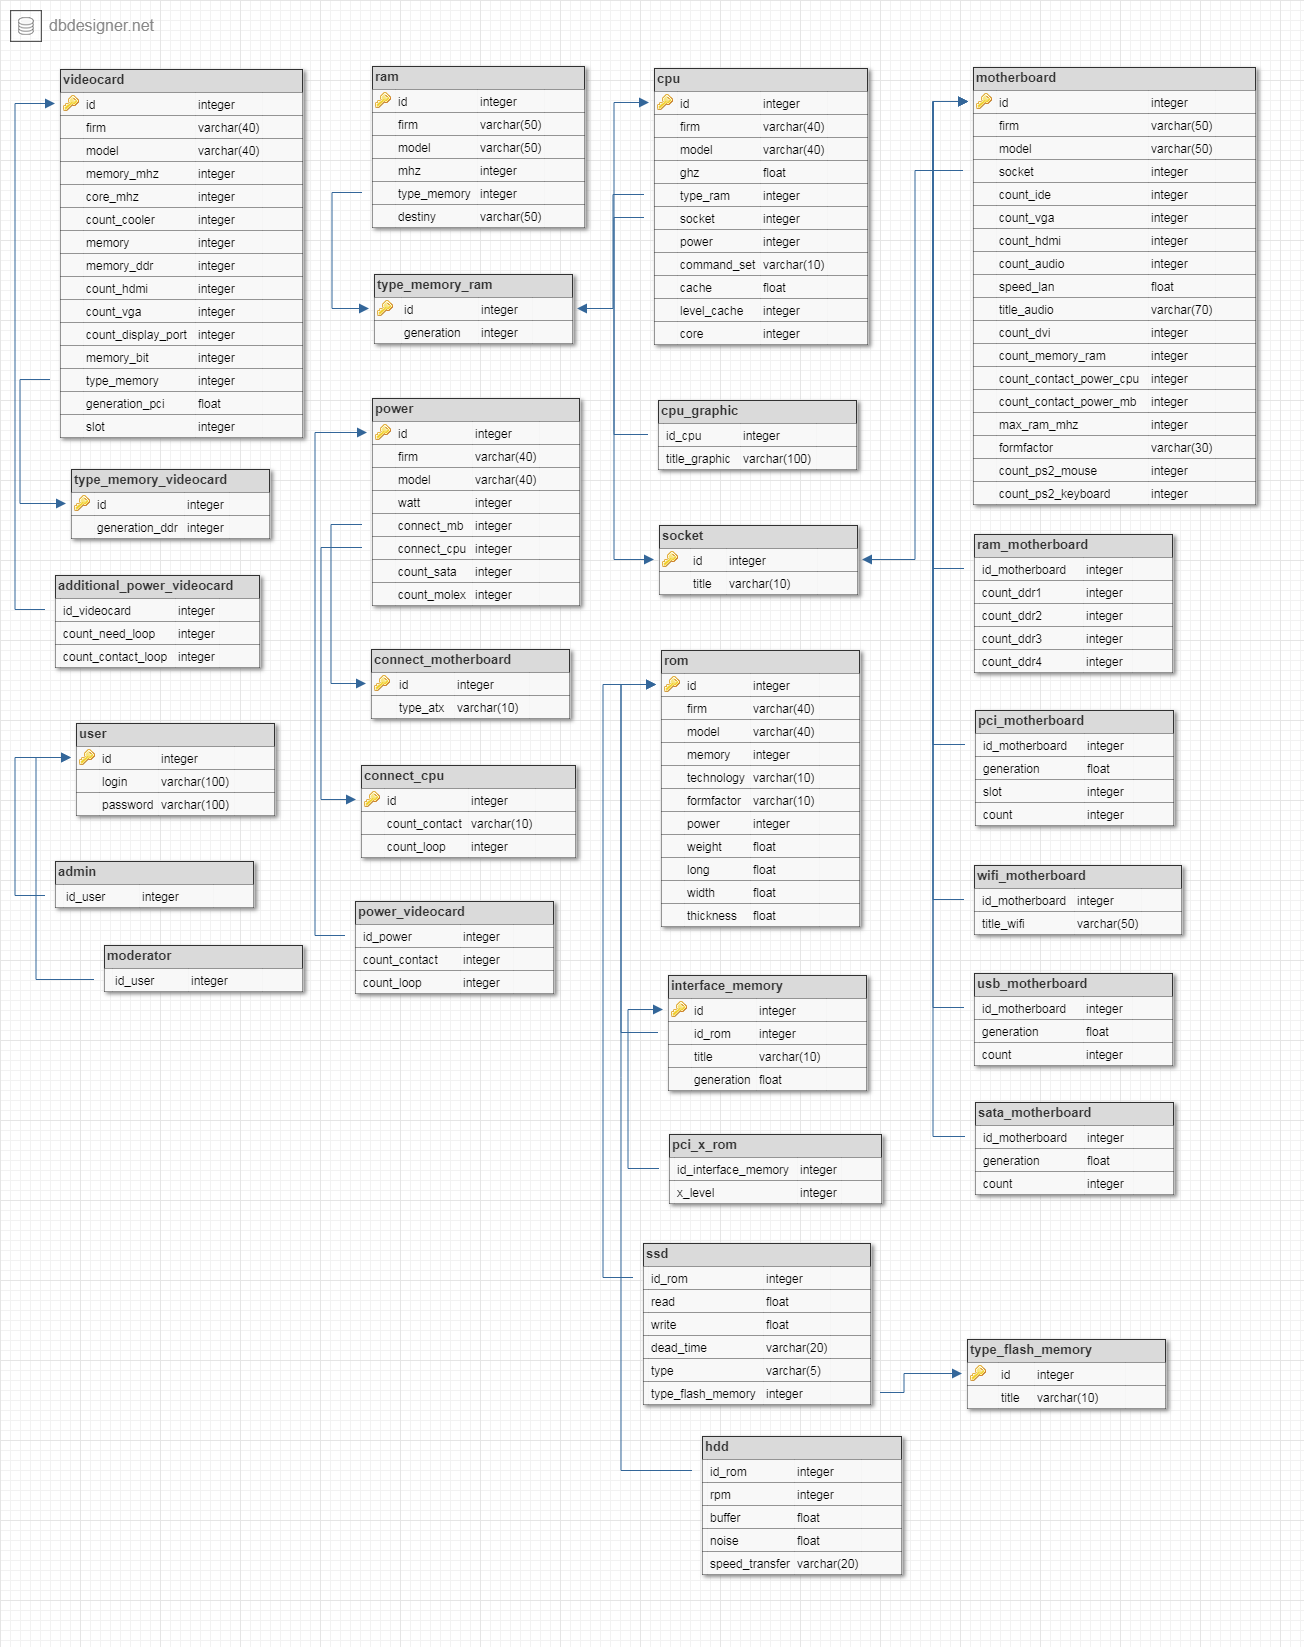 dbdesigner.net
videocard
id integer
firm varchar(40)
model varchar(40)
memory_mhz integer
core_mhz integer
count_cooler integer
memory integer
memory_ddr integer
count_hdmi integer
count_vga integer
count_display_port integer
memory_bit integer
type_memory integer
generation_pci float
slot integer
type_memory_videocard
id integer
generation_ddr integer
additional_power_videocard
id_videocard integer
count_need_loop integer
count_contact_loop integer
user
id integer
login varchar(100)
password varchar(100)
admin
id_user integer
moderator
id_user integer
ram
id integer
firm varchar(50)
model varchar(50)
mhz integer
type_memory integer
destiny varchar(50)
type_memory_ram
id integer
generation integer
power
id integer
firm varchar(40)
model varchar(40)
watt integer
connect_mb integer
connect_cpu integer
count_sata integer
count_molex integer
connect_motherboard
id integer
type_atx varchar(10)
connect_cpu
id integer
count_contact varchar(10)
count_loop integer
power_videocard
id_power integer
count_contact integer
count_loop integer
cpu
id integer
firm varchar(40)
model varchar(40)
ghz float
type_ram integer
socket integer
power integer
command_set varchar(10)
cache float
level_cache integer
core integer
cpu_graphic
id_cpu integer
title_graphic varchar(100)
socket
id integer
title varchar(10)
rom
id integer
firm varchar(40)
model varchar(40)
memory integer
technology varchar(10)
formfactor varchar(10)
power integer
weight float
long float
width float
thickness float
interface_memory
id integer
id_rom integer
title varchar(10)
generation float
pci_x_rom
id_interface_memory integer
x_level integer
ssd
id_rom integer
read float
write float
dead_time varchar(20)
type varchar(5)
type_flash_memory integer
hdd
id_rom integer
rpm integer
buffer float
noise float
speed_transfer varchar(20)
motherboard
id integer
firm varchar(50)
model varchar(50)
socket integer
count_ide integer
count_vga integer
count_hdmi integer
count_audio integer
speed_lan float
title_audio varchar(70)
count_dvi integer
count_memory_ram integer
count_contact_power_cpu integer
count_contact_power_mb integer
max_ram_mhz integer
formfactor varchar(30)
count_ps2_mouse integer
count_ps2_keyboard integer
ram_motherboard
id_motherboard integer
count_ddr1 integer
count_ddr2 integer
count_ddr3 integer
count_ddr4 integer
pci_motherboard
id_motherboard integer
generation float
slot integer
count integer
wifi_motherboard
id_motherboard integer
title_wifi varchar(50)
usb_motherboard
id_motherboard integer
generation float
count integer
sata_motherboard
id_motherboard integer
generation float
count integer
type_flash_memory
id integer
title varchar(10)